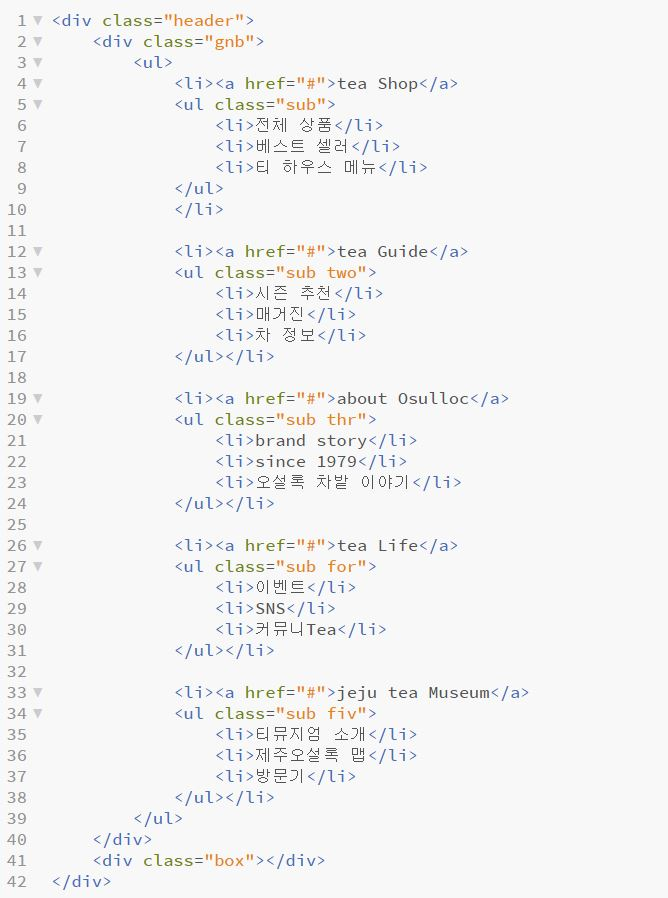 1 <div class="header">
2     <div class="gnb">
3         <ul>
4             <li><a href="#">tea Shop</a>
5             <ul class="sub">
6                 <li>전체 상품</li>
7                 <li>베스트 셀러</li>
8                 <li>티 하우스 메뉴</li>
9             </ul>
10             </li>
11
12             <li><a href="#">tea Guide</a>
13             <ul class="sub two">
14                 <li>시즌 추천</li>
15                 <li>매거진</li>
16                 <li>차 정보</li>
17             </ul></li>
18
19             <li><a href="#">about Osulloc</a>
20             <ul class="sub thr">
21                 <li>brand story</li>
22                 <li>since 1979</li>
23                 <li>오설록 차밭 이야기</li>
24             </ul></li>
25
26             <li><a href="#">tea Life</a>
27             <ul class="sub for">
28                 <li>이벤트</li>
29                 <li>SNS</li>
30                 <li>커뮤니Tea</li>
31             </ul></li>
32
33             <li><a href="#">jeju tea Museum</a>
34             <ul class="sub fiv">
35                 <li>티뮤지엄 소개</li>
36                 <li>제주오설록 맵</li>
37                 <li>방문기</li>
38             </ul></li>
39         </ul>
40     </div>
41     <div class="box"></div>
42 </div>